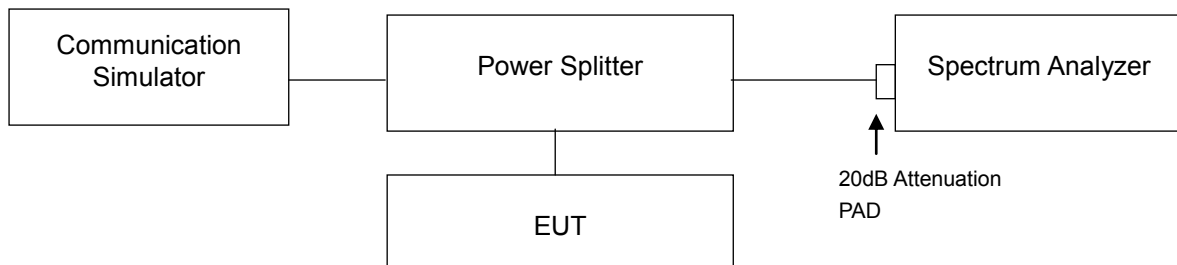 Communication
Simulator
Power Splitter
Spectrum Analyzer
20dB Attenuation
PAD
EUT